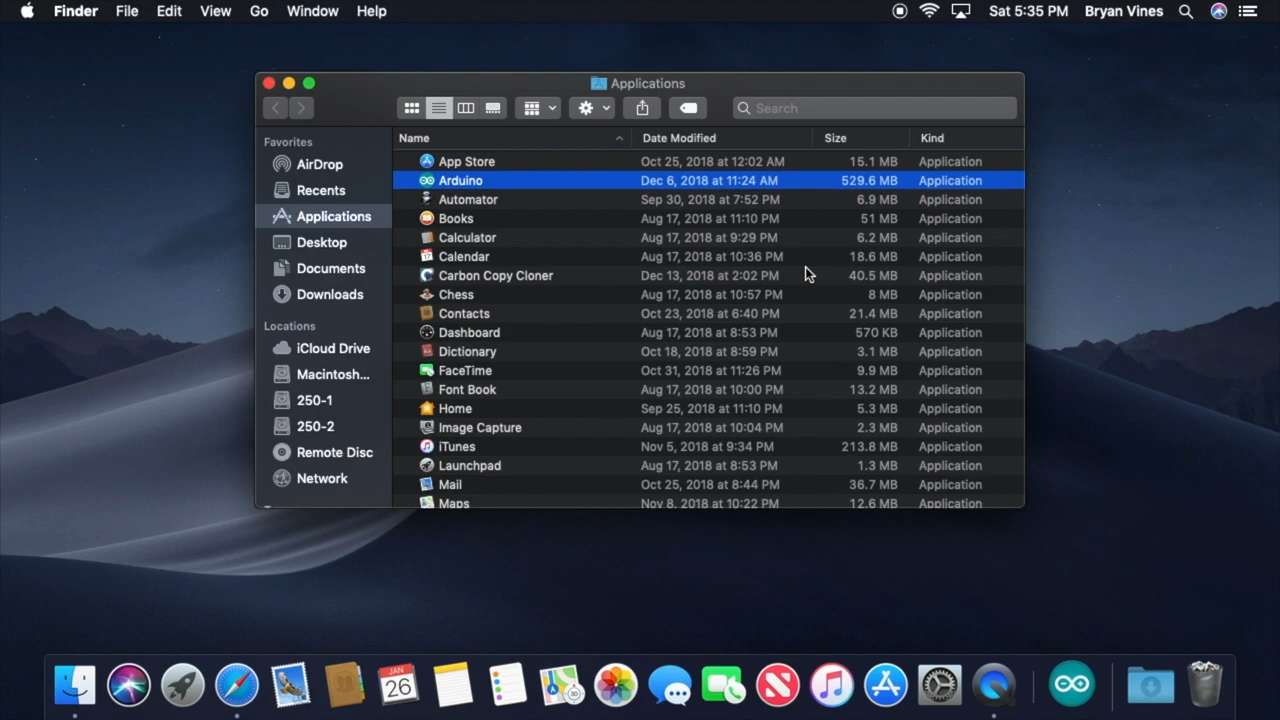 Finder File Edit View Go Window Help Sat 5:35 PM Bryan Vines
Applications
Search
Favorites
AirDrop
Recents
Applications
Desktop
Documents
Downloads
Locations
iCloud Drive
Macintosh...
250-1
250-2
Remote Disc
Network
Name Date Modified Size Kind
App Store Oct 25, 2018 at 12:02 AM 15.1 MB Application
Arduino Dec 6, 2018 at 11:24 AM 529.6 MB Application
Automator Sep 30, 2018 at 7:52 PM 6.9 MB Application
Books Aug 17, 2018 at 11:10 PM 51 MB Application
Calculator Aug 17, 2018 at 9:29 PM 6.2 MB Application
Calendar Aug 17, 2018 at 10:36 PM 18.6 MB Application
Carbon Copy Cloner Dec 13, 2018 at 2:02 PM 40.5 MB Application
Chess Aug 17, 2018 at 10:57 PM 8 MB Application
Contacts Oct 23, 2018 at 6:40 PM 21.4 MB Application
Dashboard Aug 17, 2018 at 8:53 PM 570 KB Application
Dictionary Oct 18, 2018 at 8:59 PM 3.1 MB Application
FaceTime Oct 31, 2018 at 11:26 PM 9.9 MB Application
Font Book Aug 17, 2018 at 10:00 PM 13.2 MB Application
Home Sep 25, 2018 at 11:10 PM 5.3 MB Application
Image Capture Aug 17, 2018 at 10:04 PM 2.3 MB Application
iTunes Nov 5, 2018 at 9:34 PM 213.8 MB Application
Launchpad Aug 17, 2018 at 8:53 PM 1.3 MB Application
Mail Oct 25, 2018 at 8:44 PM 36.7 MB Application
Maps Nov 8, 2018 at 10:22 PM 12.6 MB Application
JAN
26